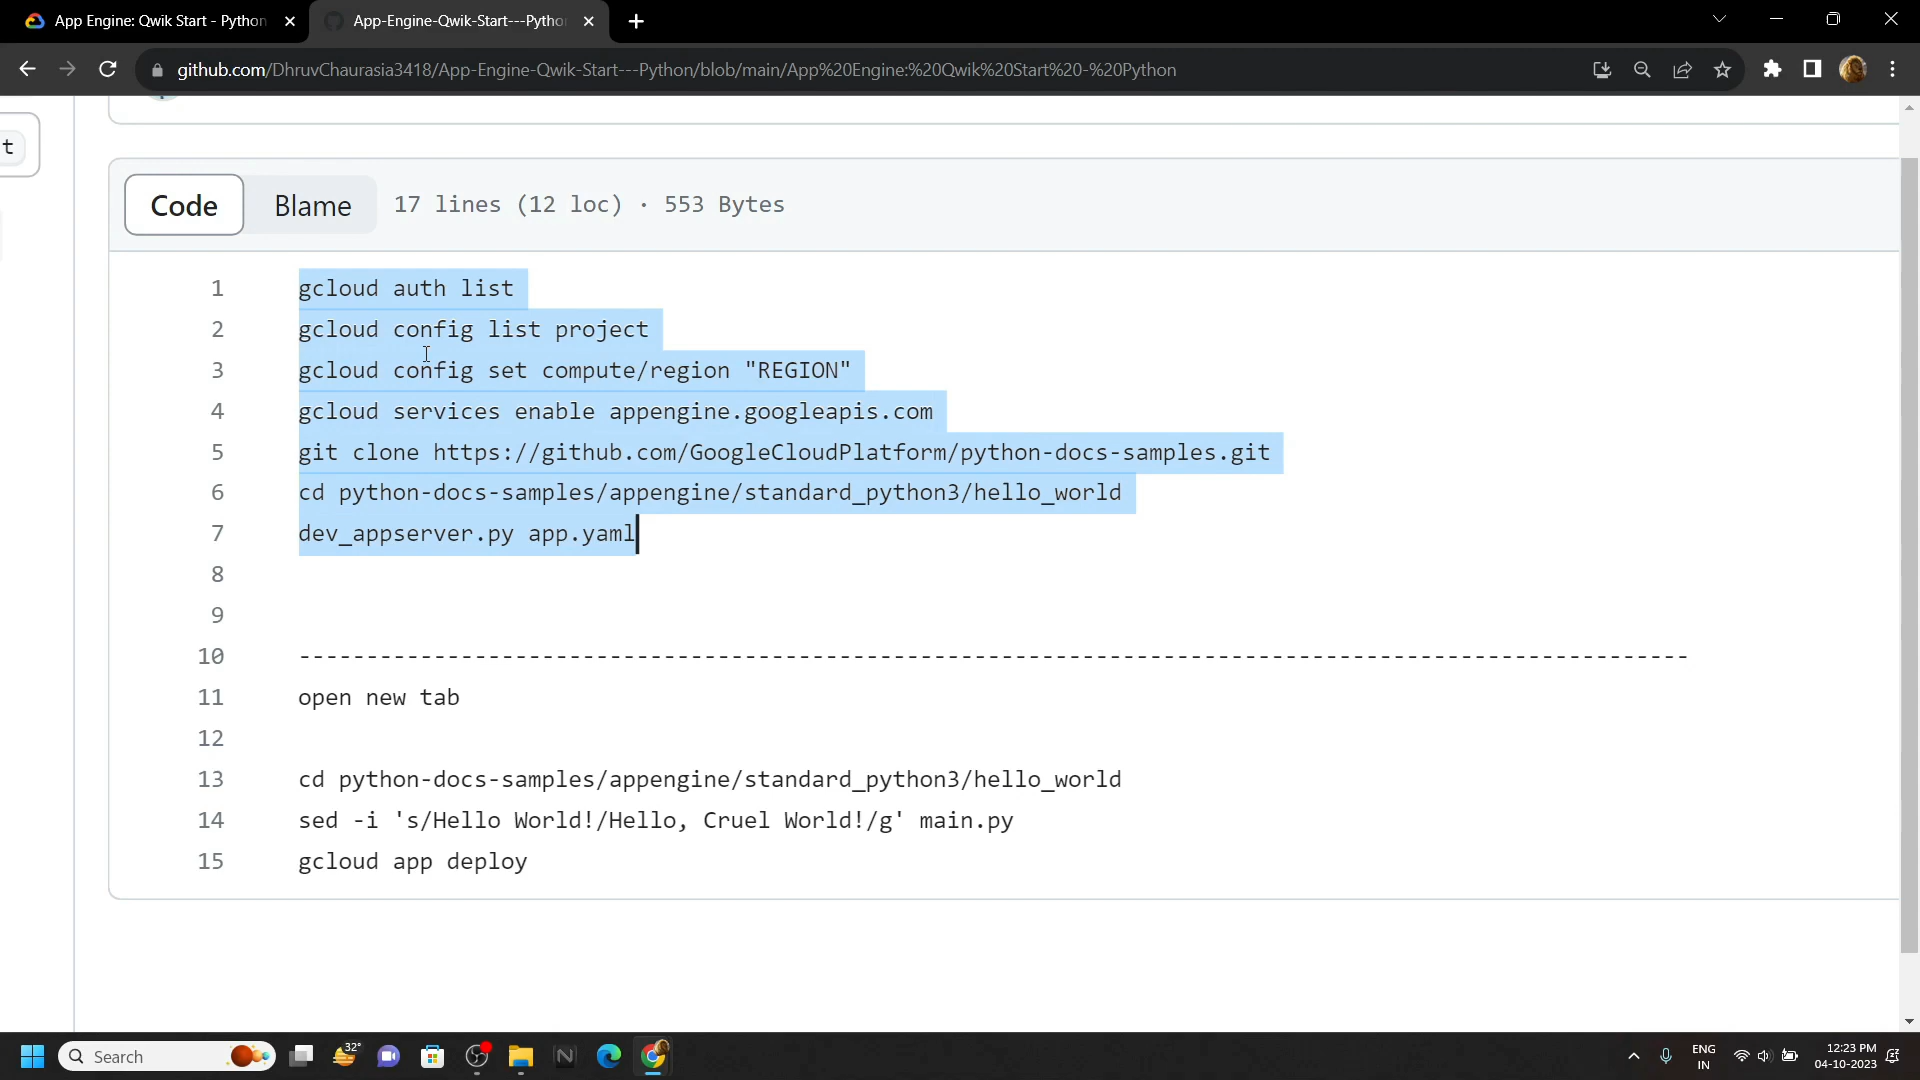 App Engine: Qwik Start - Python
App-Engine-Qwik-Start---Pytho
github.com/DhruvChaurasia3418/App-Engine-Qwik-Start---Python/blob/main/App%20Engine:%20Qwik%20Start%20-%20Python
t
Code Blame 17 lines (12 loc) · 553 Bytes
1 gcloud auth list
2 gcloud config list project
3 gcloud config set compute/region "REGION"
4 gcloud services enable appengine.googleapis.com
5 git clone https://github.com/GoogleCloudPlatform/python-docs-samples.git
6 cd python-docs-samples/appengine/standard_python3/hello_world
7 dev_appserver.py app.yaml
8
9
10 -------------------------------------------------------------------------------------------------------
11 open new tab
12
13 cd python-docs-samples/appengine/standard_python3/hello_world
14 sed -i 's/Hello World!/Hello, Cruel World!/g' main.py
15 gcloud app deploy
Search
32°
ENG
IN
12:23 PM
04-10-2023